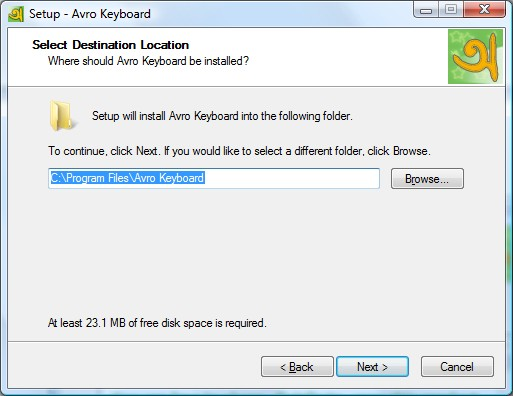 Setup - Avro Keyboard
Select Destination Location
Where should Avro Keyboard be installed?
অ
Setup will install Avro Keyboard into the following folder.
To continue, click Next. If you would like to select a different folder, click Browse.
C:\Program Files\Avro Keyboard
Browse...
At least 23.1 MB of free disk space is required.
< Back
Next >
Cancel